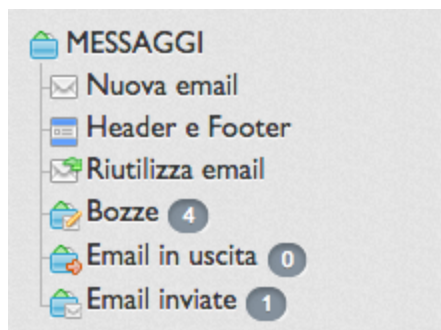 MESSAGGI
Nuova email
Header e Footer
Riutilizza email
Bozze 4
Email in uscita 0
Email inviate 1